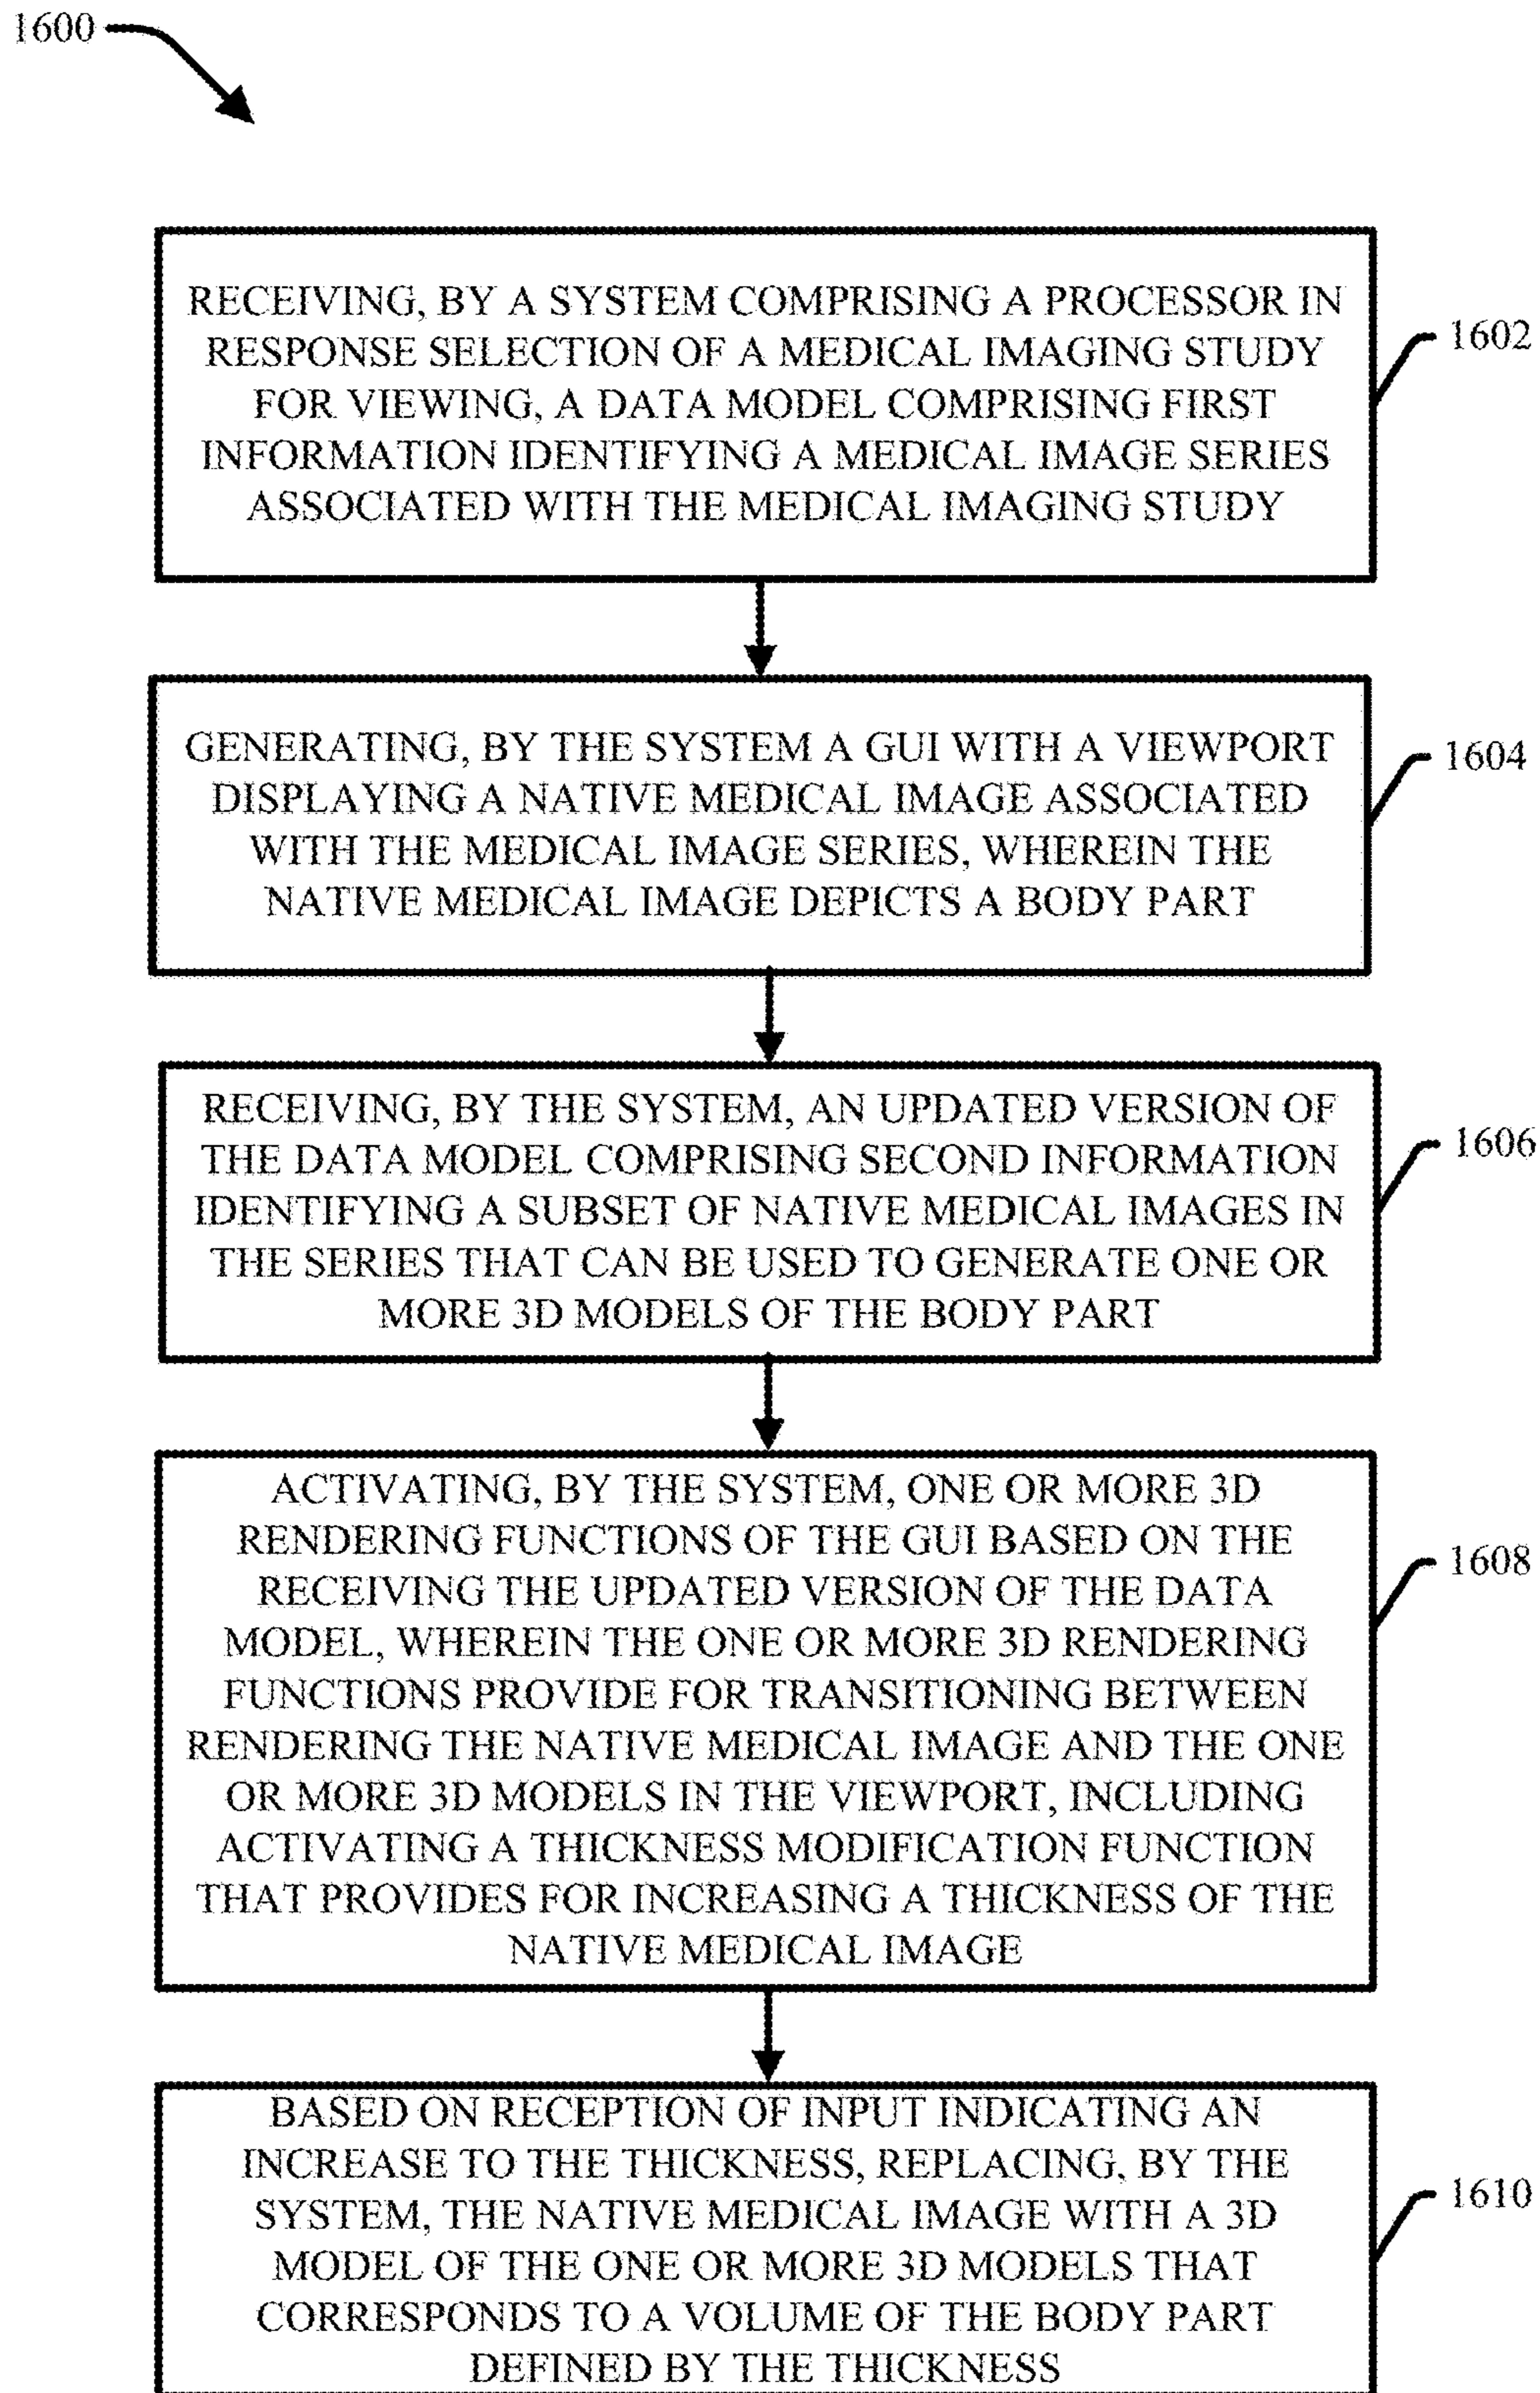 1600
RECEIVING, BY A SYSTEM COMPRISING A PROCESSOR IN
RESPONSE SELECTION OF A MEDICAL IMAGING STUDY
FOR VIEWING, A DATA MODEL COMPRISING FIRST
INFORMATION IDENTIFYING A MEDICAL IMAGE SERIES
ASSOCIATED WITH THE MEDICAL IMAGING STUDY
1602
GENERATING, BY THE SYSTEM A GUI WITH A VIEWPORT
DISPLAYING A NATIVE MEDICAL IMAGE ASSOCIATED
WITH THE MEDICAL IMAGE SERIES, WHEREIN THE
NATIVE MEDICAL IMAGE DEPICTS A BODY PART
1604
RECEIVING, BY THE SYSTEM, AN UPDATED VERSION OF
THE DATA MODEL COMPRISING SECOND INFORMATION
IDENTIFYING A SUBSET OF NATIVE MEDICAL IMAGES IN
THE SERIES THAT CAN BE USED TO GENERATE ONE OR
MORE 3D MODELS OF THE BODY PART
1606
ACTIVATING, BY THE SYSTEM, ONE OR MORE 3D
RENDERING FUNCTIONS OF THE GUI BASED ON THE
RECEIVING THE UPDATED VERSION OF THE DATA
MODEL, WHEREIN THE ONE OR MORE 3D RENDERING
FUNCTIONS PROVIDE FOR TRANSITIONING BETWEEN
RENDERING THE NATIVE MEDICAL IMAGE AND THE ONE
OR MORE 3D MODELS IN THE VIEWPORT, INCLUDING
ACTIVATING A THICKNESS MODIFICATION FUNCTION
THAT PROVIDES FOR INCREASING A THICKNESS OF THE
NATIVE MEDICAL IMAGE
1608
BASED ON RECEPTION OF INPUT INDICATING AN
INCREASE TO THE THICKNESS, REPLACING, BY THE
SYSTEM, THE NATIVE MEDICAL IMAGE WITH A 3D
MODEL OF THE ONE OR MORE 3D MODELS THAT
CORRESPONDS TO A VOLUME OF THE BODY PART
DEFINED BY THE THICKNESS
1610